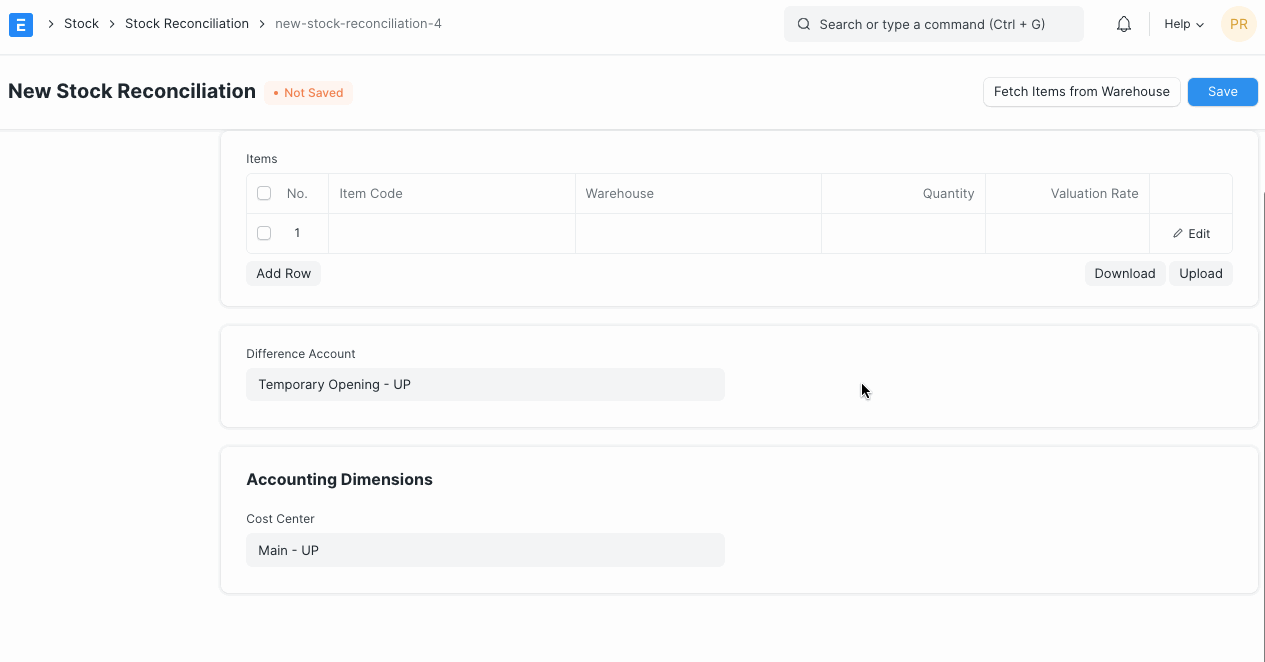 E Stock Stock Reconciliation new-stock-reconciliation-4 Search or type a command (Ctrl + G) Help PR
New Stock Reconciliation Not Saved Fetch Items from Warehouse Save
Items
No. Item Code Warehouse Quantity Valuation Rate
1 Edit
Add Row Download Upload
Difference Account
Temporary Opening - UP
Accounting Dimensions
Cost Center
Main - UP